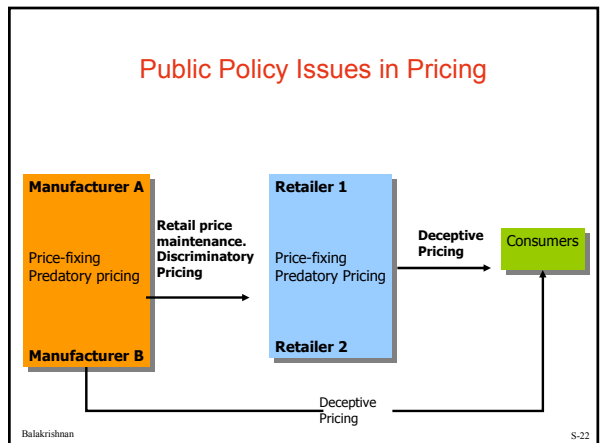 Public Policy Issues in Pricing
Manufacturer A
Price-fixing
Predatory pricing
Manufacturer B
Retail price
maintenance.
Discriminatory
Pricing
Retailer 1
Price-fixing
Predatory Pricing
Retailer 2
Deceptive
Pricing
Consumers
Deceptive
Pricing
Balakrishnan
S-22